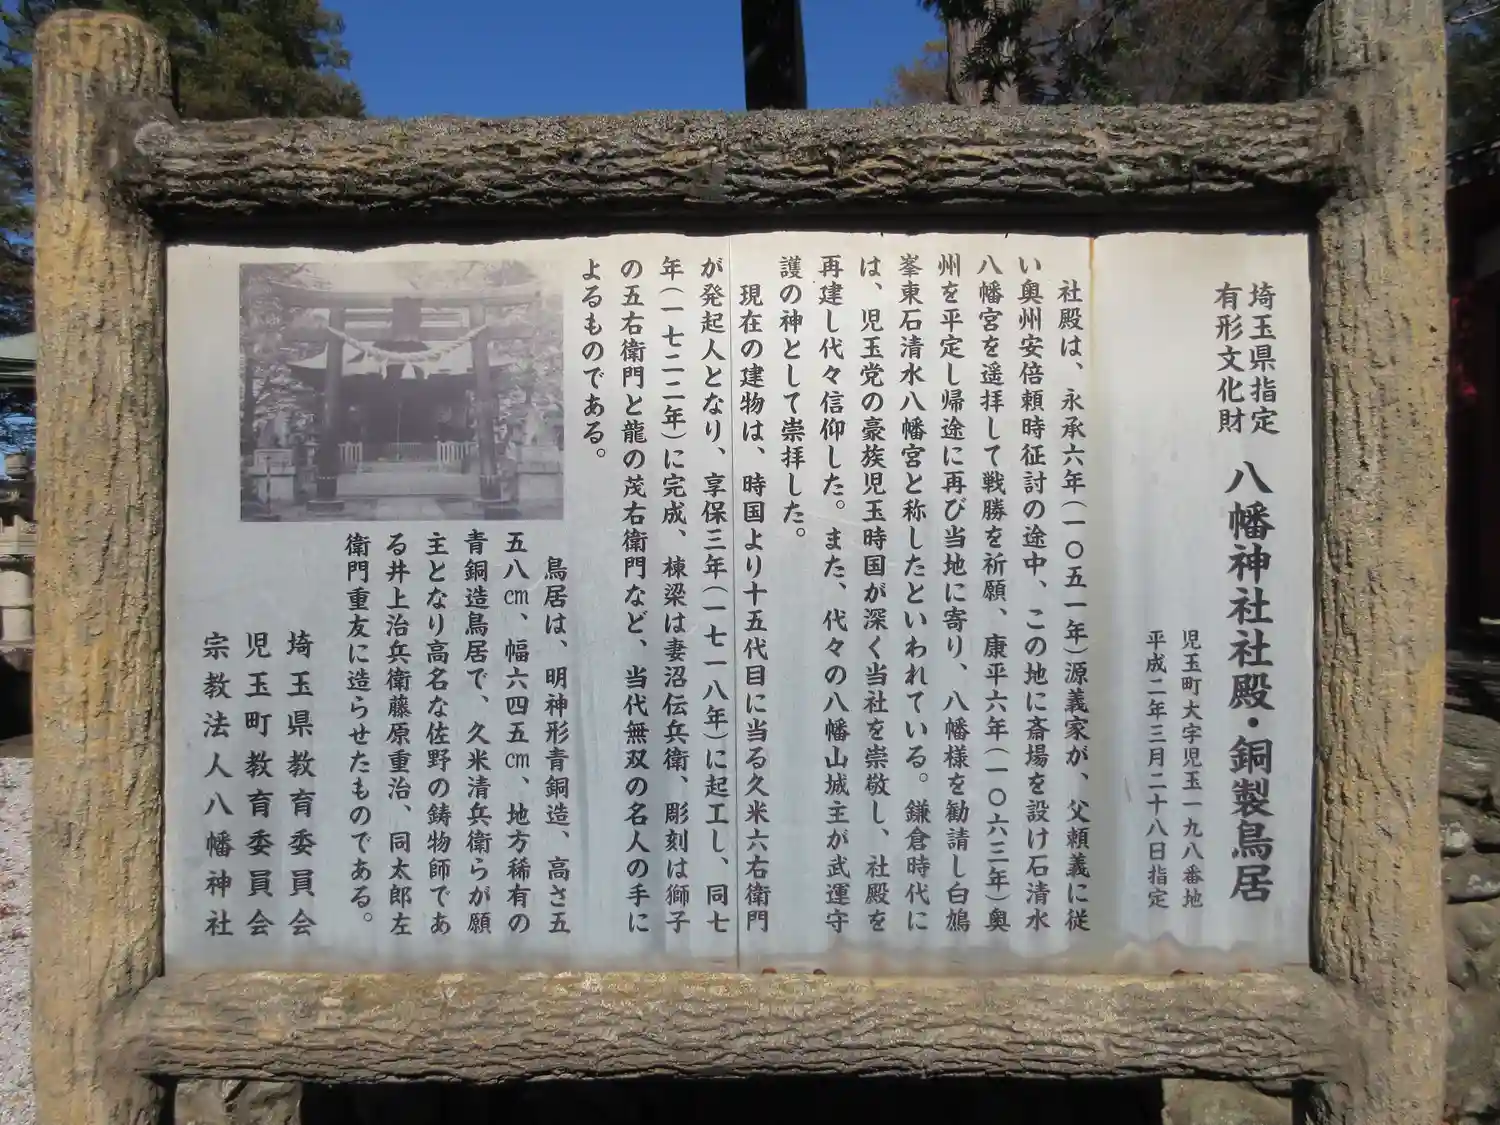 埼玉県指定
有形文化財
八幡神社社殿・銅製鳥居
児玉町大字児玉一九八番地
平成二年三月二十八日指定
社殿は、永承六年(一〇五一年)源義家が、父頼義に従
い奥州安倍頼時征討の途中、この地に斎場を設け石清水
八幡宮を遥拝して戦勝を祈願、康平六年(一〇六三年)奥
州を平定し帰途に再び当地に寄り、八幡様を勧請し白鳩
峯東石清水八幡宮と称したといわれている。鎌倉時代に
は、児玉党の豪族児玉時国が深く当社を崇敬し、社殿を
再建し代々信仰した。また、代々の八幡山城主が武運守
護の神として崇拝した。
現在の建物は、時国より十五代目に当る久米六右衛門
が発起人となり、享保三年(一七一八年)に起工し、同七
年(一七二二年)に完成、棟梁は妻沼伝兵衛、彫刻は獅子
の五右衛門と龍の茂右衛門など、当代無双の名人の手に
よるものである。
鳥居は、明神形青銅造、高さ五
五八㎝、幅六四五㎝、地方稀有の
青銅造鳥居で、久米清兵衛らが願
主となり高名な佐野の鋳物師であ
る井上治兵衛藤原重治、同太郎左
衛門重友に造らせたものである。
埼玉県教育委員会
児玉町教育委員会
宗教法人八幡神社